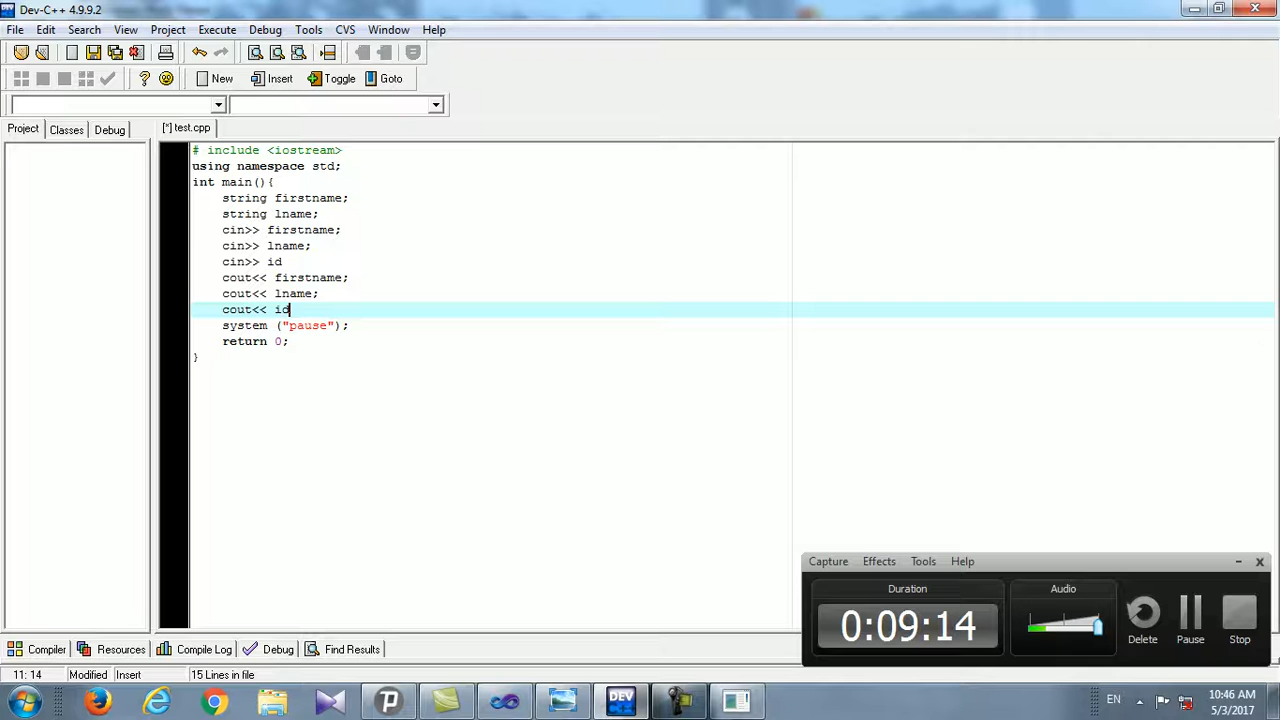 Dev-C++ 4.9.9.2
File Edit Search View Project Execute Debug Tools CVS Window Help
New Insert Toggle Goto
Project Classes Debug
[*] test.cpp
# include <iostream>
using namespace std;
int main(){
string firstname;
string lname;
cin>> firstname;
cin>> lname;
cin>> id
cout<< firstname;
cout<< lname;
cout<< id
system ("pause");
return 0;
}
Capture Effects Tools Help
Duration
Audio
0:09:14
Delete Pause Stop
Compiler Resources Compile Log Debug Find Results
11: 14 Modified Insert 15 Lines in file
DEV C++
EN
10:46 AM
5/3/2017